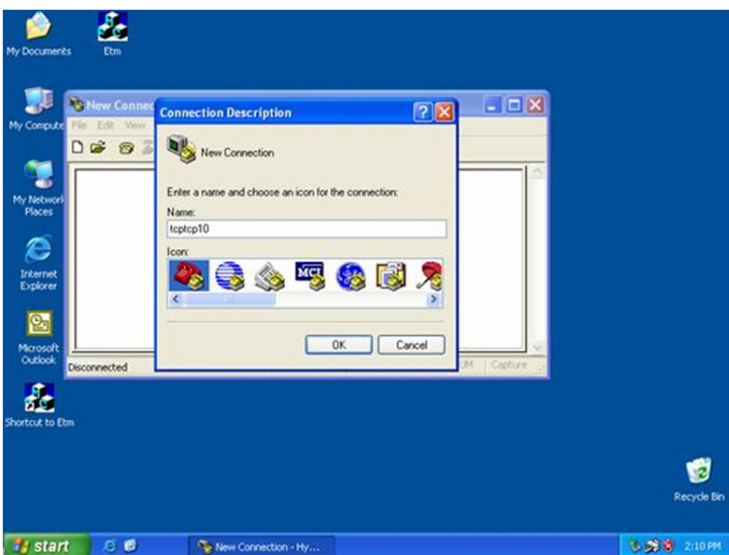 My Documents
Etm
My Compute
New Connec
File Edit View
Connection Description
New Connection
Enter a name and choose an icon for the connection:
Name:
tcptcp10
Icon:
MCI
OK
Cancel
Disconnected
UM
Capture
My Network
Places
Internet
Explorer
Microsoft
Outlook
Shortcut to Etm
Recycle Bin
start
New Connection - Hy...
2:10 PM